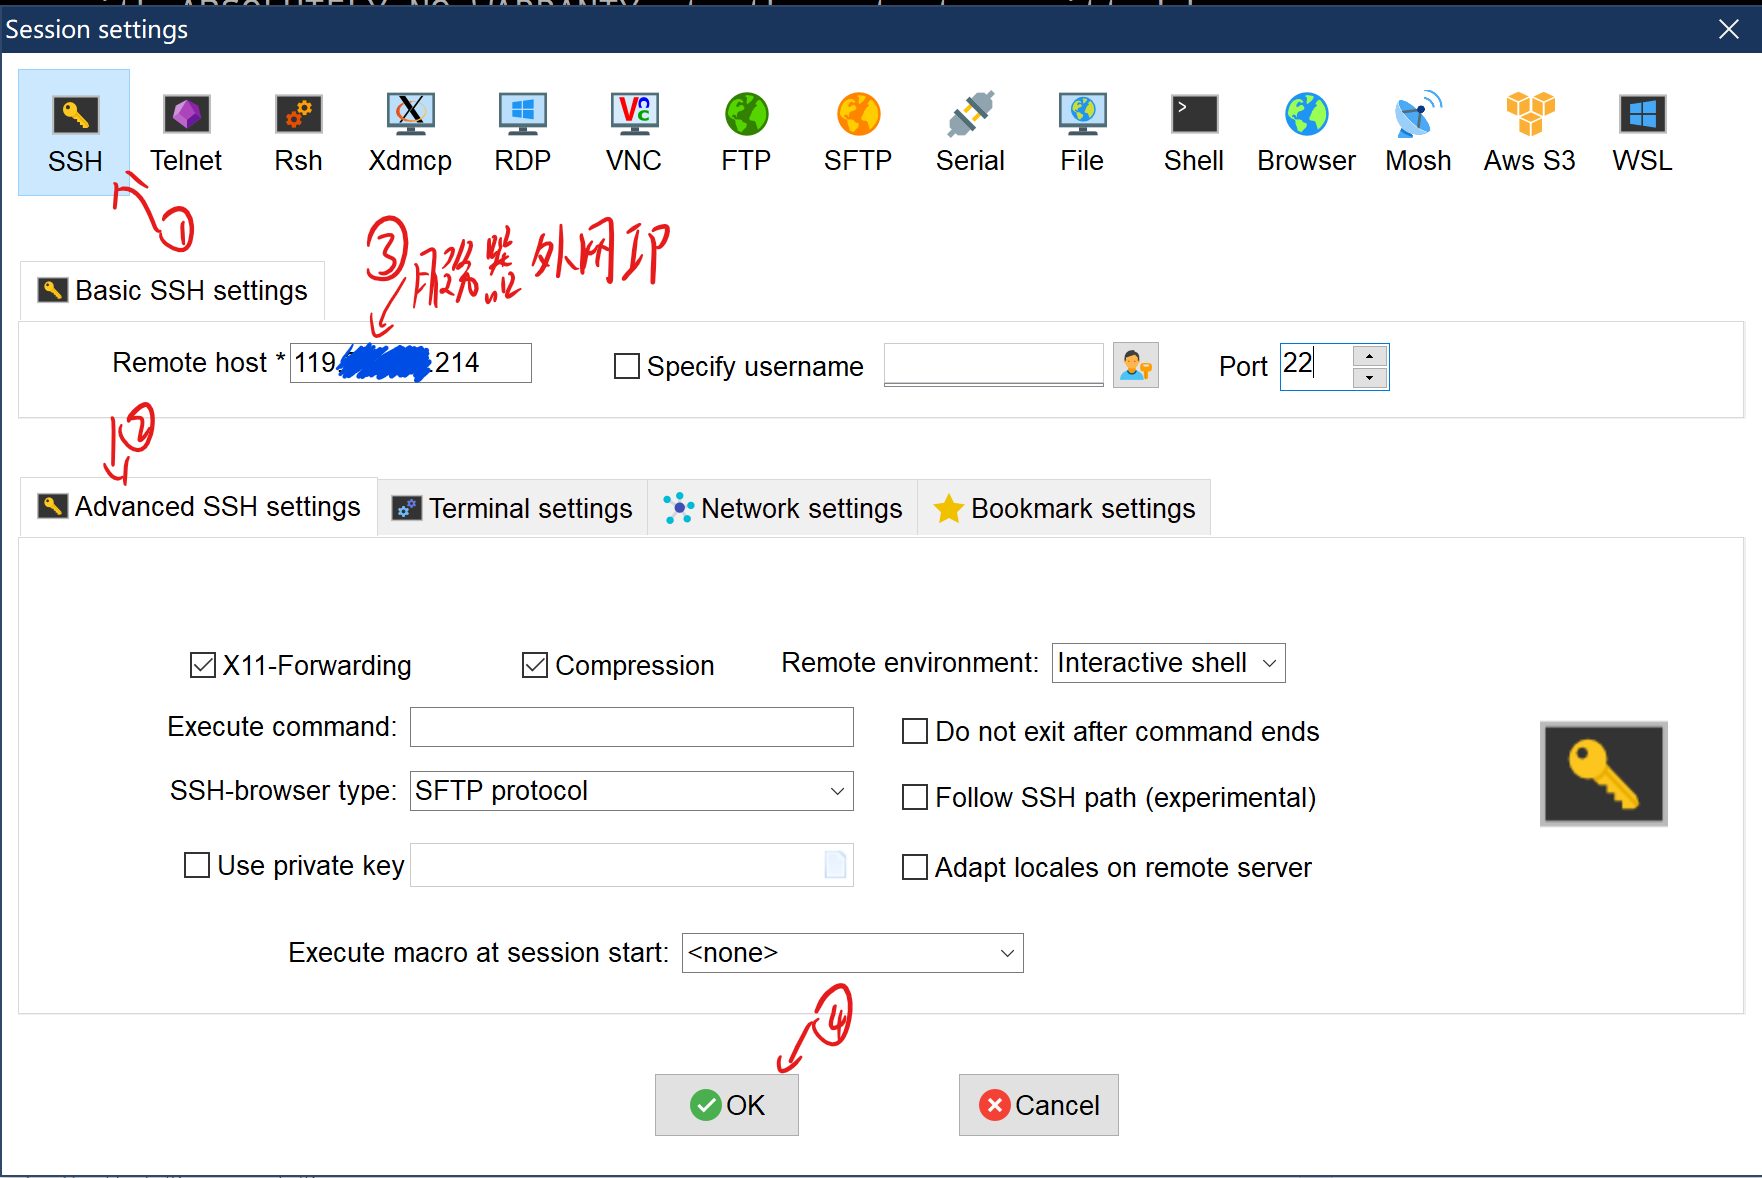 ABSOLUTELY NO WARRANTY
Session settings
SSH Telnet Rsh Xdmcp RDP VNC FTP SFTP Serial File Shell Browser Mosh Aws S3 WSL
①
③ 服务器外网IP
Basic SSH settings
Remote host * 119. .214 Specify username Port 22
②
Advanced SSH settings Terminal settings Network settings Bookmark settings
X11-Forwarding Compression Remote environment: Interactive shell
Execute command: Do not exit after command ends
SSH-browser type: SFTP protocol Follow SSH path (experimental)
Use private key Adapt locales on remote server
Execute macro at session start: <none>
④
OK Cancel